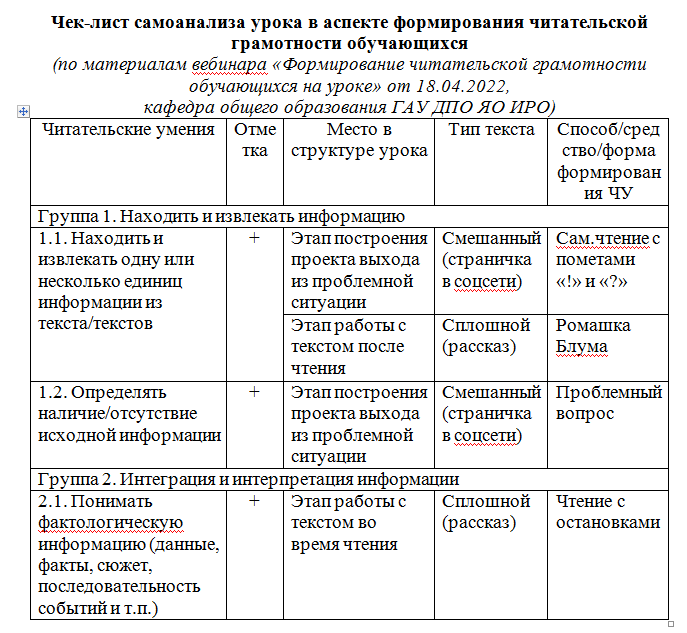 Чек-лист самоанализа урока в аспекте формирования читательской
грамотности обучающихся
(по материалам вебинара «Формирование читательской грамотности
обучающихся на уроке» от 18.04.2022,
кафедра общего образования ГАУ ДПО ЯО ИРО)
Читательские умения
Отме
тка
Место в
структуре урока
Тип текста
Способ/сред
ство/форма
формирован
ия ЧУ
Группа 1. Находить и извлекать информацию
1.1. Находить и
извлекать одну или
несколько единиц
информации из
текста/текстов
+
Этап построения
проекта выхода
из проблемной
ситуации
Смешанный
(страничка
в соцсети)
Сам.чтение с
пометами
«!» и «?»
Этап работы с
текстом после
чтения
Сплошной
(рассказ)
Ромашка
Блума
1.2. Определять
наличие/отсутствие
исходной информации
+
Этап построения
проекта выхода
из проблемной
ситуации
Смешанный
(страничка
в соцсети)
Проблемный
вопрос
Группа 2. Интеграция и интерпретация информации
2.1. Понимать
фактологическую
информацию (данные,
факты, сюжет,
последовательность
событий и т.п.)
+
Этап работы с
текстом во
время чтения
Сплошной
(рассказ)
Чтение с
остановками